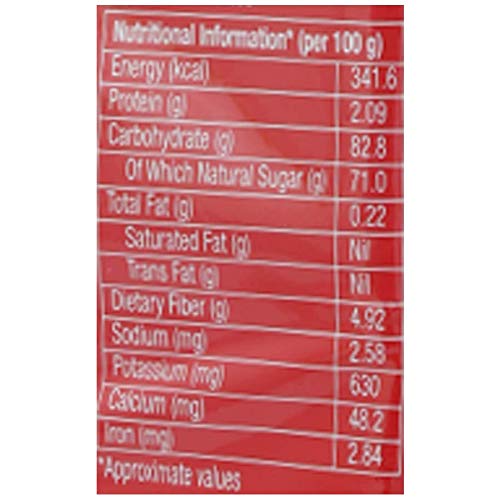 Nutritional Information* (per 100 g)
Energy (kcal) 341.6
Protein (g) 2.09
Carbohydrate (g) 82.8
Of Which Natural Sugar (g) 71.0
Total Fat (g) 0.22
Saturated Fat (g) Nil
Trans Fat (g) Nil
Dietary Fiber (g) 4.92
Sodium (mg) 2.58
Potassium (mg) 630
Calcium (mg) 48.2
Iron (mg) 2.84
*Approximate values